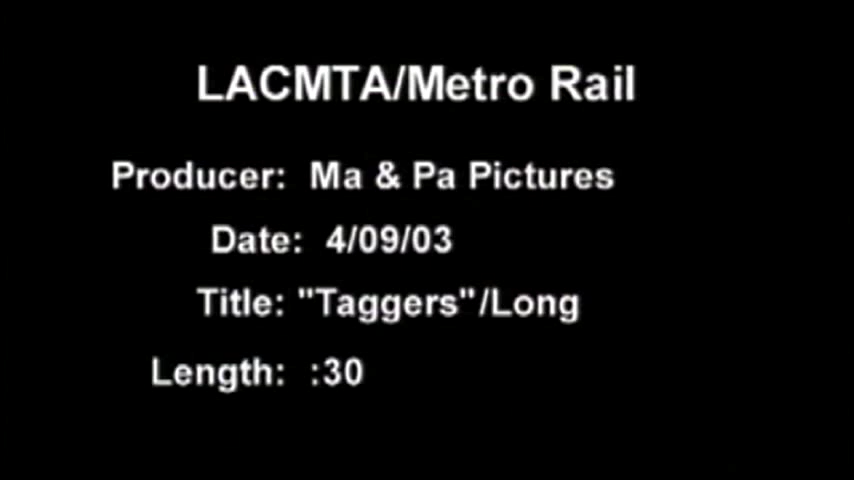 LACMTA/Metro Rail
Producer: Ma & Pa Pictures
Date: 4/09/03
Title: "Taggers"/Long
Length: :30